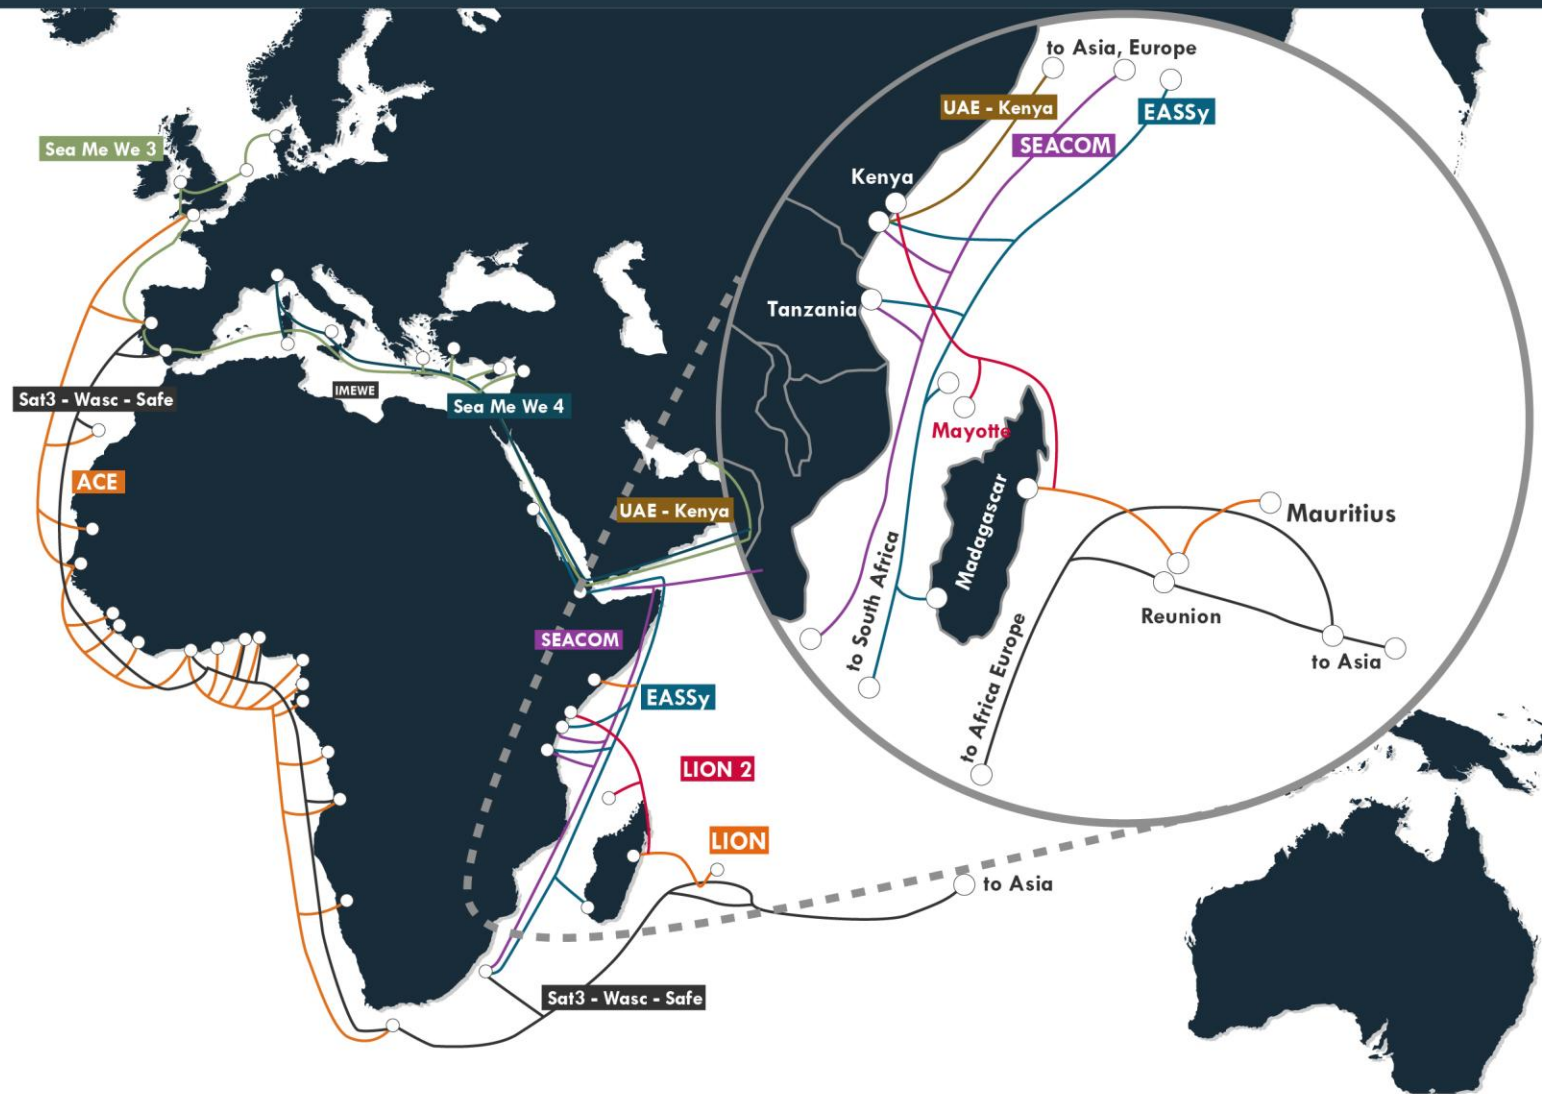 to Asia, Europe
UAE - Kenya
EASSy
SEACOM
Sea Me We 3
Kenya
Tanzania
IMEWE
Sat3 - Wasc - Safe
Sea Me We 4
Mayotte
ACE
Madagascar
UAE - Kenya
Mauritius
to South Africa
Reunion
SEACOM
to Africa Europe
to Asia
EASSy
LION 2
LION
to Asia
Sat3 - Wasc - Safe